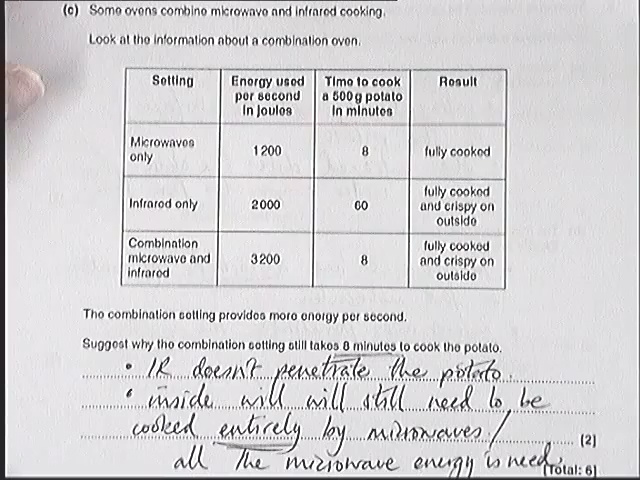 (c) Some ovens combine microwave and infrared cooking.
Look at the information about a combination oven.
Setting
Energy used per second in joules
Time to cook a 500 g potato in minutes
Result
Microwaves only
1200
8
fully cooked
Infrared only
2000
60
fully cooked and crispy on outside
Combination microwave and infrared
3200
8
fully cooked and crispy on outside
The combination setting provides more energy per second.
Suggest why the combination setting still takes 8 minutes to cook the potato.
• IR doesn't penetrate the potato.
• inside will will still need to be
cooked entirely by microwaves/
[2]
all the microwave energy is need.
[Total: 6]